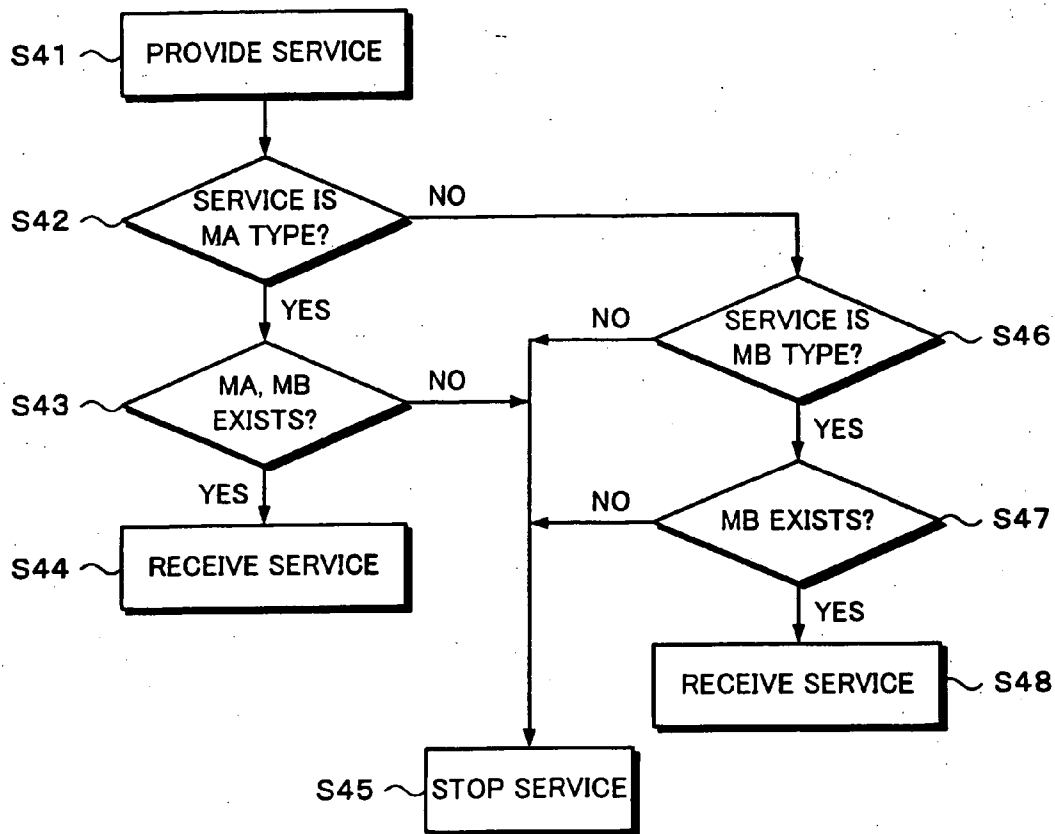 S41
PROVIDE SERVICE
S42
SERVICE IS
MA TYPE?
NO
YES
S43
MA, MB
EXISTS?
NO
YES
S44
RECEIVE SERVICE
NO
SERVICE IS
MB TYPE?
S46
YES
NO
MB EXISTS?
S47
YES
RECEIVE SERVICE
S48
S45
STOP SERVICE